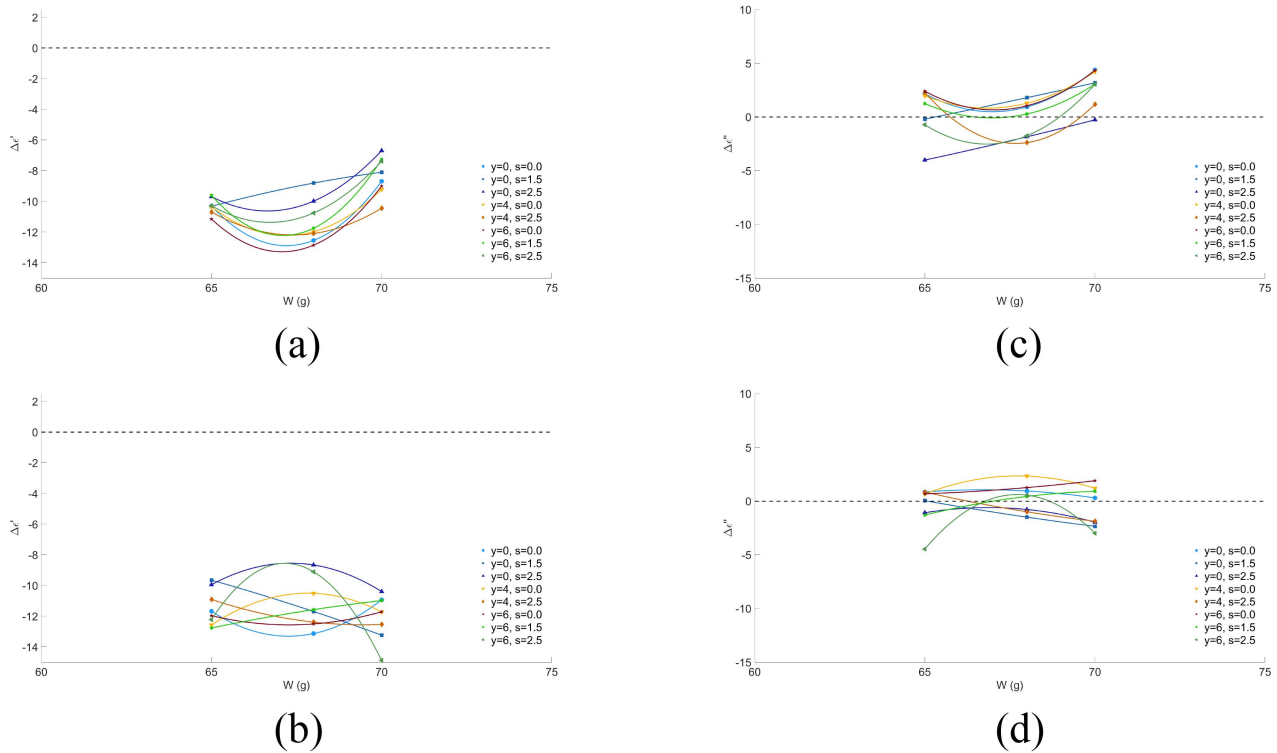 2
0
-2
-4
-6
-8
-10
-12
-14
Δϵ'
60
65
70
75
W (g)
y=0, s=0.0
y=0, s=1.5
y=0, s=2.5
y=4, s=0.0
y=4, s=2.5
y=6, s=0.0
y=6, s=1.5
y=6, s=2.5
(a)
10
5
0
-5
-10
-15
Δϵ''
60
65
70
75
W (g)
y=0, s=0.0
y=0, s=1.5
y=0, s=2.5
y=4, s=0.0
y=4, s=2.5
y=6, s=0.0
y=6, s=1.5
y=6, s=2.5
(c)
2
0
-2
-4
-6
-8
-10
-12
-14
Δϵ'
60
65
70
75
W (g)
y=0, s=0.0
y=0, s=1.5
y=0, s=2.5
y=4, s=0.0
y=4, s=2.5
y=6, s=0.0
y=6, s=1.5
y=6, s=2.5
(b)
10
5
0
-5
-10
-15
Δϵ''
60
65
70
75
W (g)
y=0, s=0.0
y=0, s=1.5
y=0, s=2.5
y=4, s=0.0
y=4, s=2.5
y=6, s=0.0
y=6, s=1.5
y=6, s=2.5
(d)